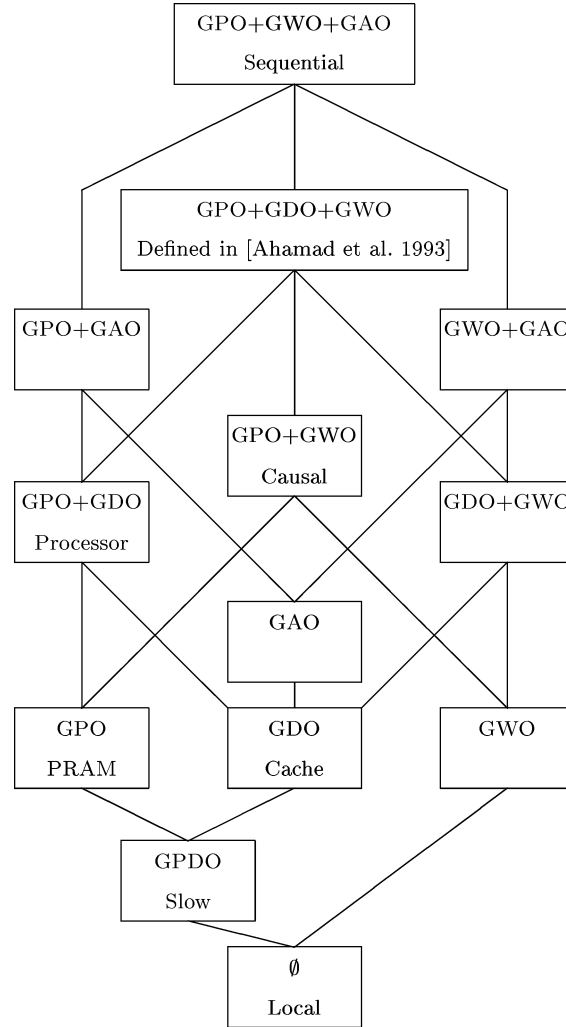 GPO+GWO+GAO
Sequential
GPO+GDO+GWO
Defined in [Ahamad et al. 1993]
GPO+GAO
GWO+GAO
GPO+GWO
Causal
GPO+GDO
Processor
GDO+GWO
GAO
GPO
PRAM
GDO
Cache
GWO
GPDO
Slow
∅
Local